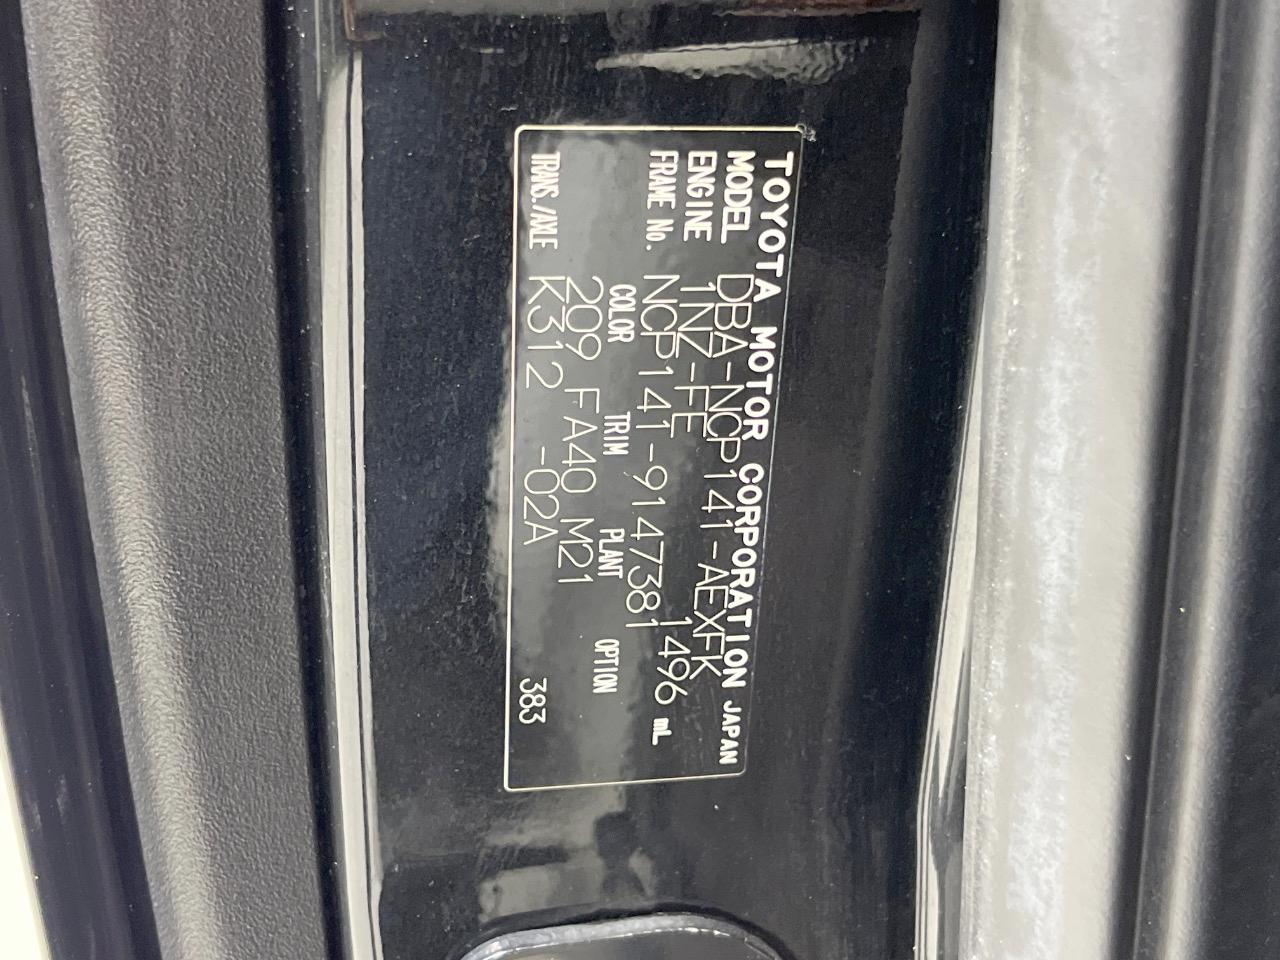 TOYOTA MOTOR CORPORATION JAPAN
MODEL DBA-NCP141-AEXFK
ENGINE 1NZ-FE 1496 mL
FRAME No. NCP141-9147381
COLOR TRIM PLANT OPTION
209 FA40 M21
TRANS./AXLE K312 -02A 383